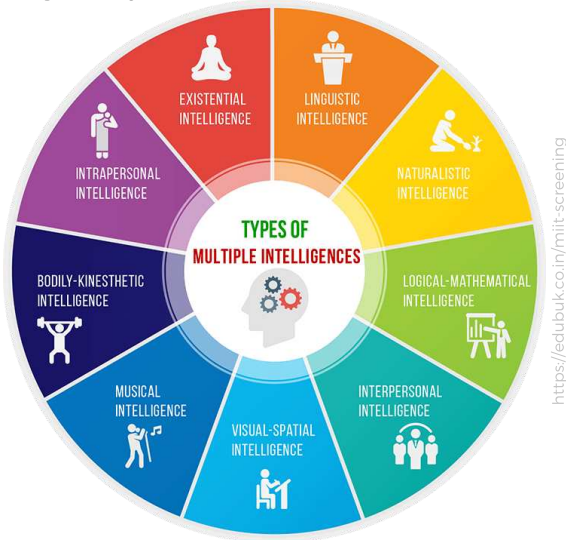 TYPES OF
MULTIPLE INTELLIGENCES
EXISTENTIAL
INTELLIGENCE
LINGUISTIC
INTELLIGENCE
NATURALISTIC
INTELLIGENCE
LOGICAL-MATHEMATICAL
INTELLIGENCE
INTERPERSONAL
INTELLIGENCE
VISUAL-SPATIAL
INTELLIGENCE
MUSICAL
INTELLIGENCE
BODILY-KINESTHETIC
INTELLIGENCE
INTRAPERSONAL
INTELLIGENCE
https://edubuk.co.in/miit-screening